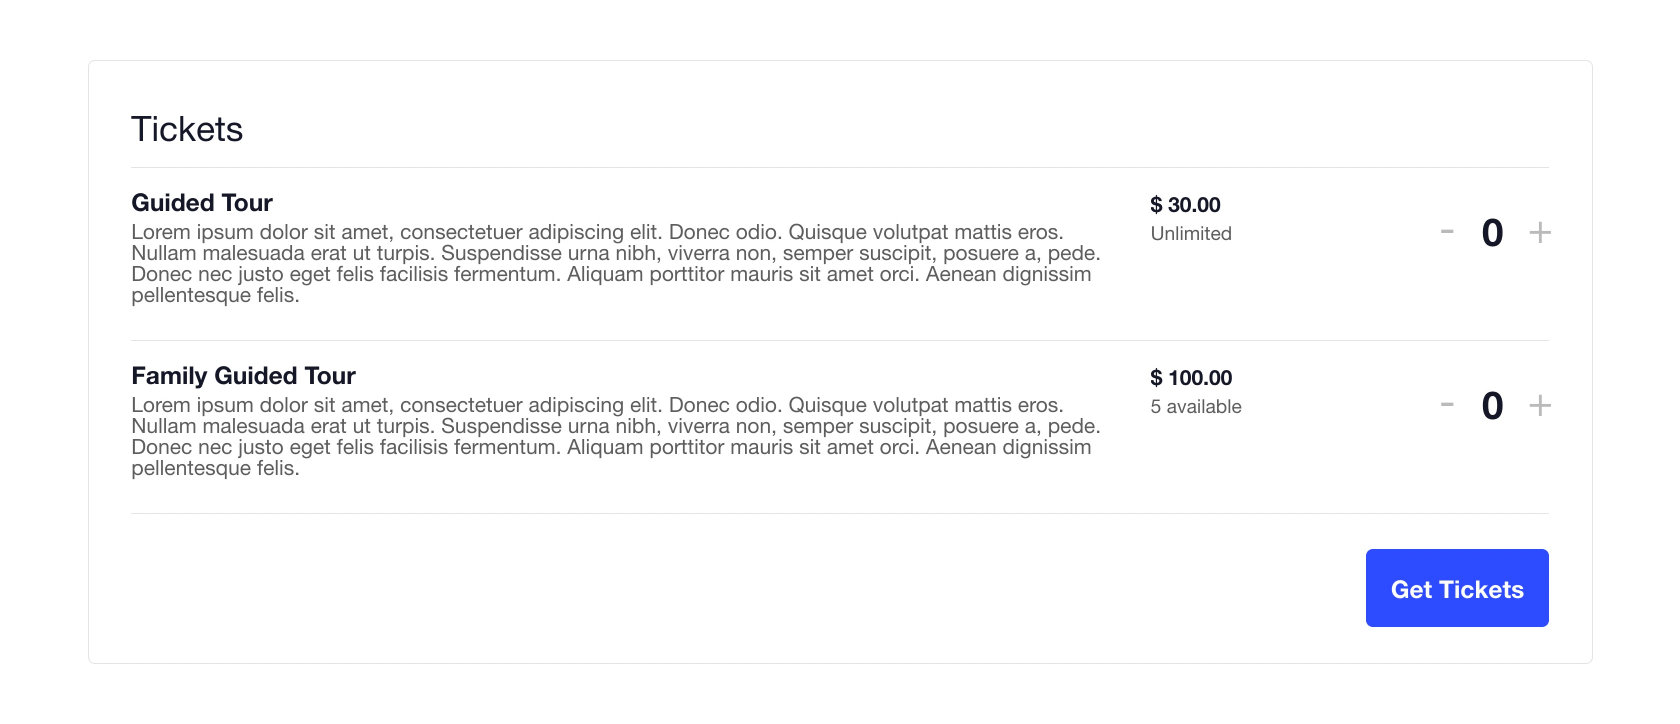 Tickets
Guided Tour
Lorem ipsum dolor sit amet, consectetuer adipiscing elit. Donec odio. Quisque volutpat mattis eros.
Nullam malesuada erat ut turpis. Suspendisse urna nibh, viverra non, semper suscipit, posuere a, pede.
Donec nec justo eget felis facilisis fermentum. Aliquam porttitor mauris sit amet orci. Aenean dignissim
pellentesque felis.
$ 30.00
Unlimited
- 0 +
Family Guided Tour
Lorem ipsum dolor sit amet, consectetuer adipiscing elit. Donec odio. Quisque volutpat mattis eros.
Nullam malesuada erat ut turpis. Suspendisse urna nibh, viverra non, semper suscipit, posuere a, pede.
Donec nec justo eget felis facilisis fermentum. Aliquam porttitor mauris sit amet orci. Aenean dignissim
pellentesque felis.
$ 100.00
5 available
- 0 +
Get Tickets